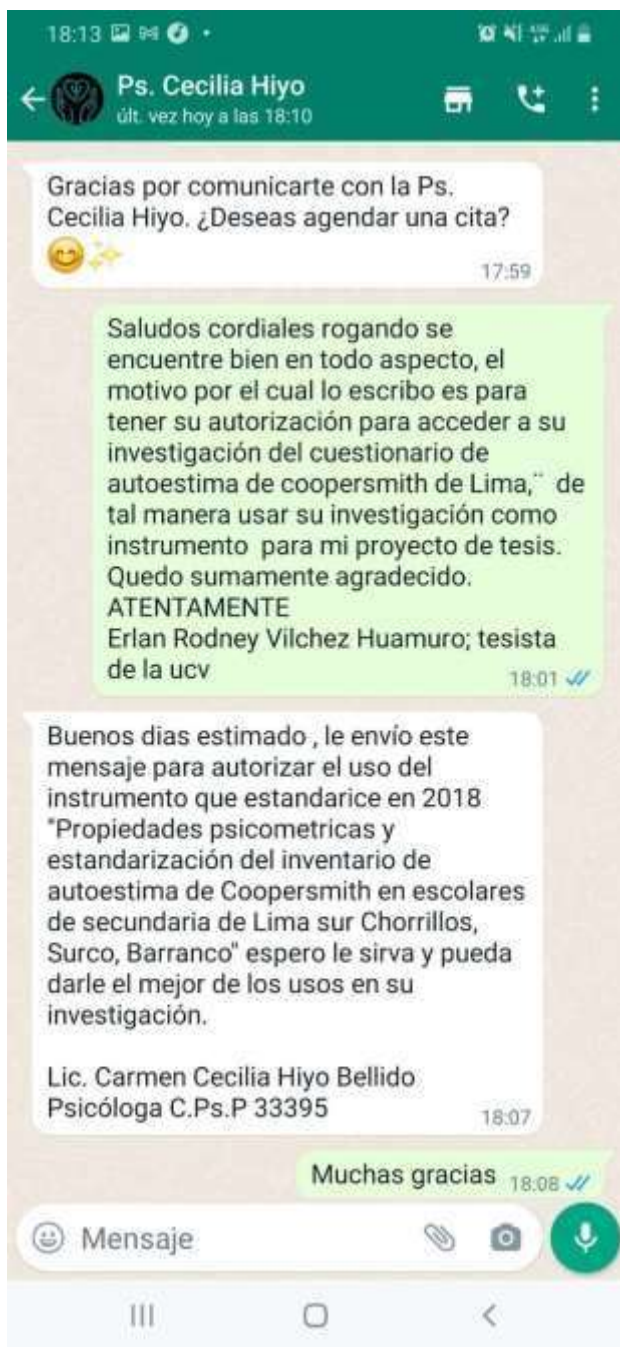 18:13
Ps. Cecilia Hiyo
últ. vez hoy a las 18:10
Gracias por comunicarte con la Ps.
Cecilia Hiyo. ¿Deseas agendar una cita?
😊✨ 17:59
Saludos cordiales rogando se
encuentre bien en todo aspecto, el
motivo por el cual lo escribo es para
tener su autorización para acceder a su
investigación del cuestionario de
autoestima de coopersmith de Lima,¨ de
tal manera usar su investigación como
instrumento para mi proyecto de tesis.
Quedo sumamente agradecido.
ATENTAMENTE
Erlan Rodney Vilchez Huamuro; tesista
de la ucv 18:01
Buenos dias estimado , le envío este
mensaje para autorizar el uso del
instrumento que estandarice en 2018
"Propiedades psicometricas y
estandarización del inventario de
autoestima de Coopersmith en escolares
de secundaria de Lima sur Chorrillos,
Surco, Barranco" espero le sirva y pueda
darle el mejor de los usos en su
investigación.
Lic. Carmen Cecilia Hiyo Bellido
Psicóloga C.Ps.P 33395 18:07
Muchas gracias 18:08
Mensaje